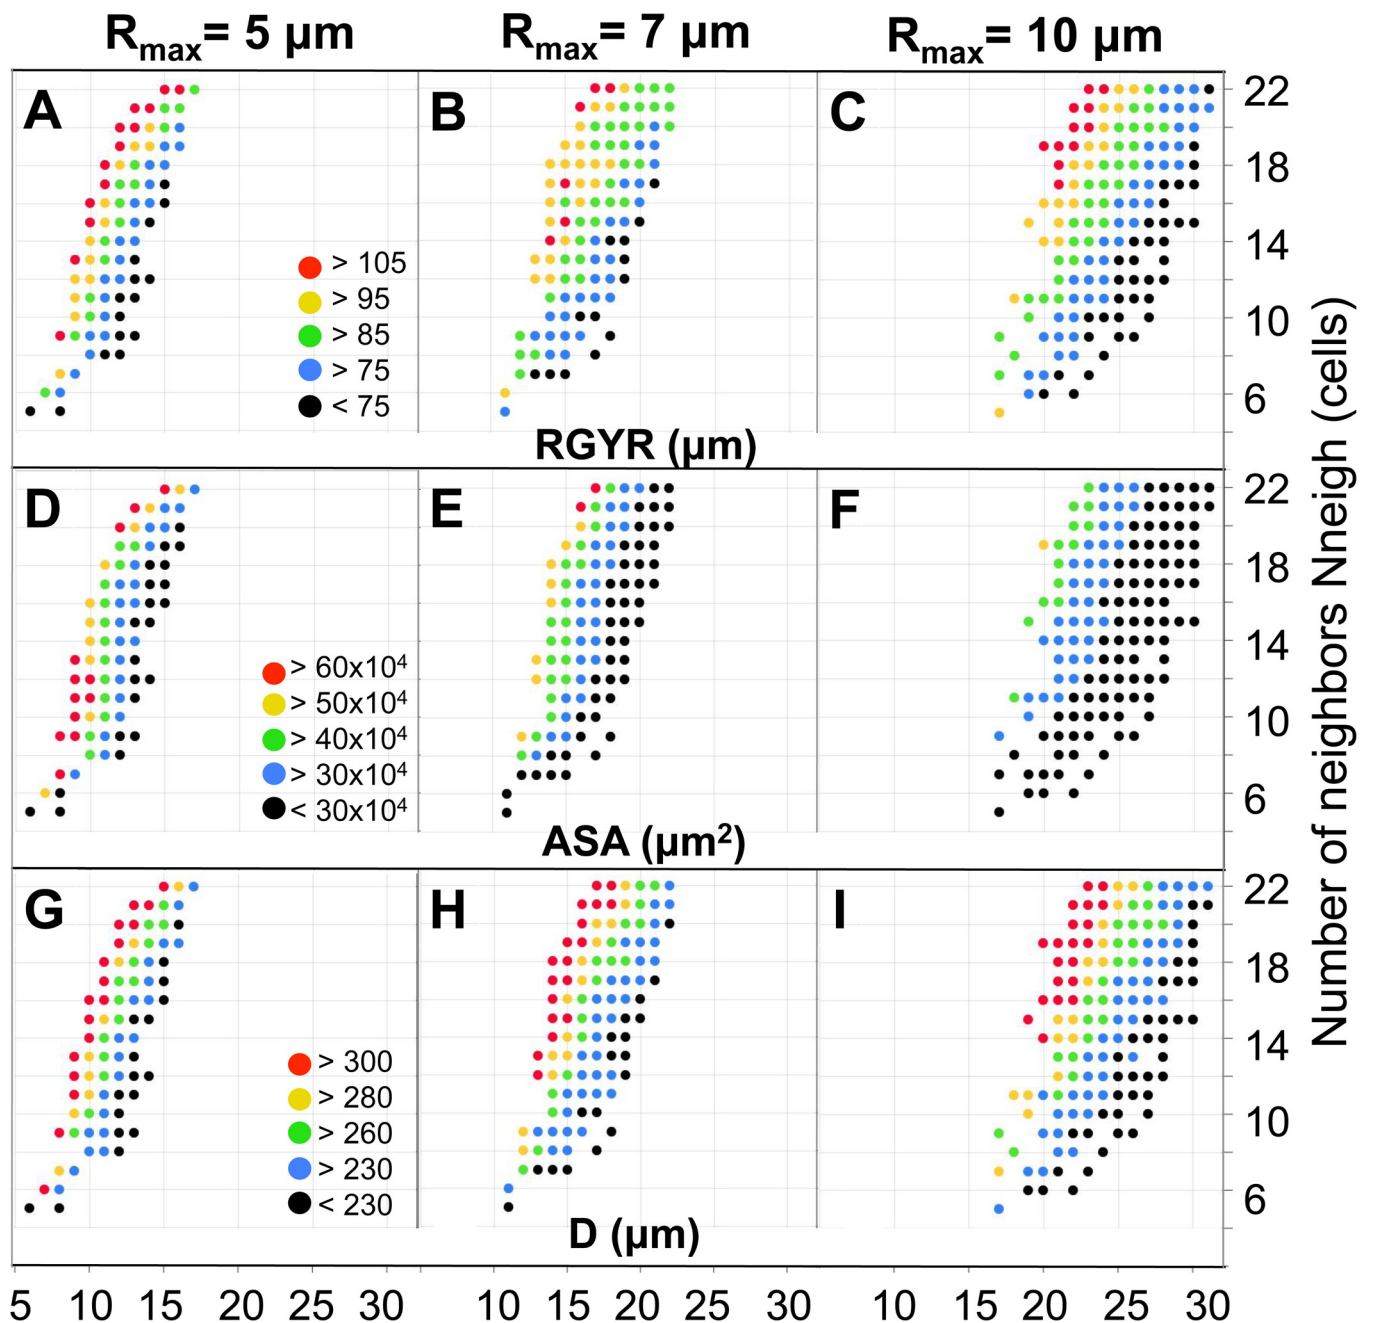 Rmax= 5 µm
Rmax= 7 µm
Rmax= 10 µm
A
B
C
> 105
> 95
> 85
> 75
< 75
22
18
14
10
6
RGYR (µm)
D
E
F
> 60x10⁴
> 50x10⁴
> 40x10⁴
> 30x10⁴
< 30x10⁴
22
18
14
10
6
ASA (µm²)
G
H
I
> 300
> 280
> 260
> 230
< 230
22
18
14
10
6
D (µm)
Number of neighbors Nneigh (cells)
5 10 15 20 25 30 10 15 20 25 30 10 15 20 25 30